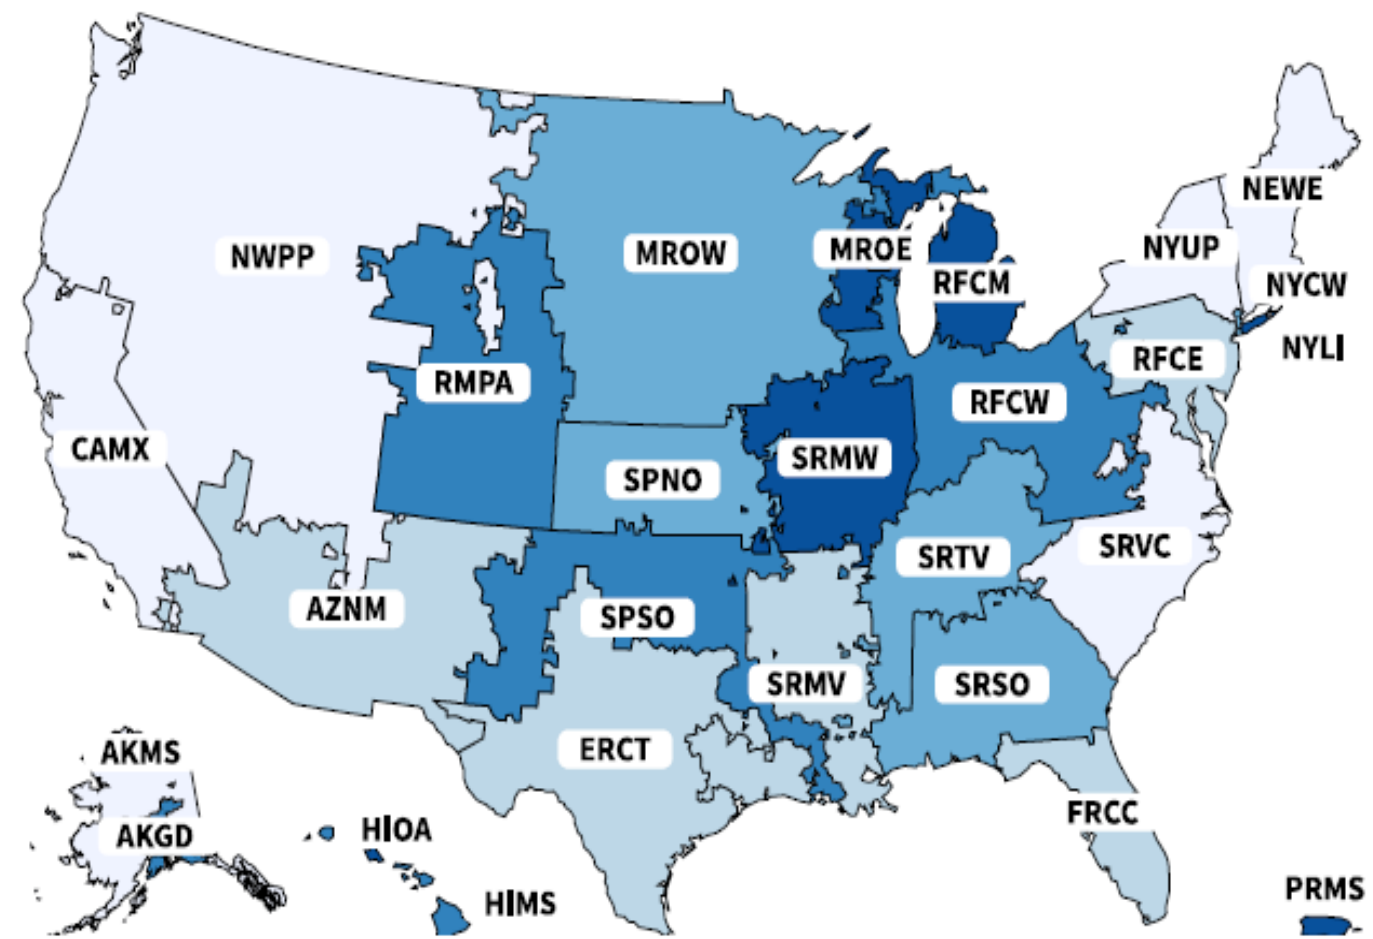 NEWE
NWPP
MROW
MROE
NYUP
RFCM
NYCW
NYLI
RFCE
RMPA
RFCW
CAMX
SPNO
SRMW
SRTV
SRVC
AZNM
SPSO
SRMV
SRSO
ERCT
AKMS
FRCC
AKGD
HIOA
HIMS
PRMS